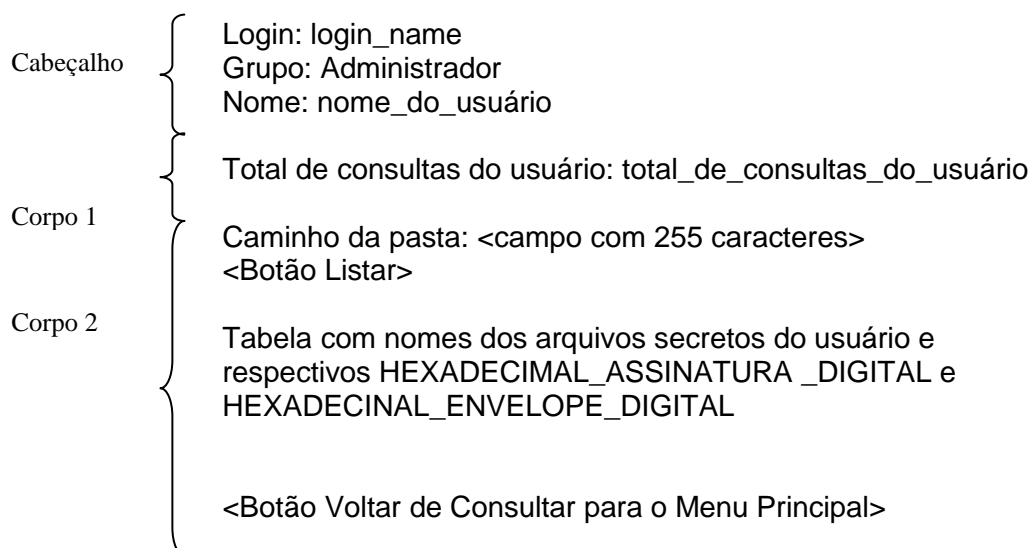 Cabeçalho
Login: login_name
Grupo: Administrador
Nome: nome_do_usuário
Total de consultas do usuário: total_de_consultas_do_usuário
Corpo 1
Caminho da pasta: <campo com 255 caracteres>
<Botão Listar>
Corpo 2
Tabela com nomes dos arquivos secretos do usuário e
respectivos HEXADECIMAL_ASSINATURA _DIGITAL e
HEXADECINAL_ENVELOPE_DIGITAL
<Botão Voltar de Consultar para o Menu Principal>